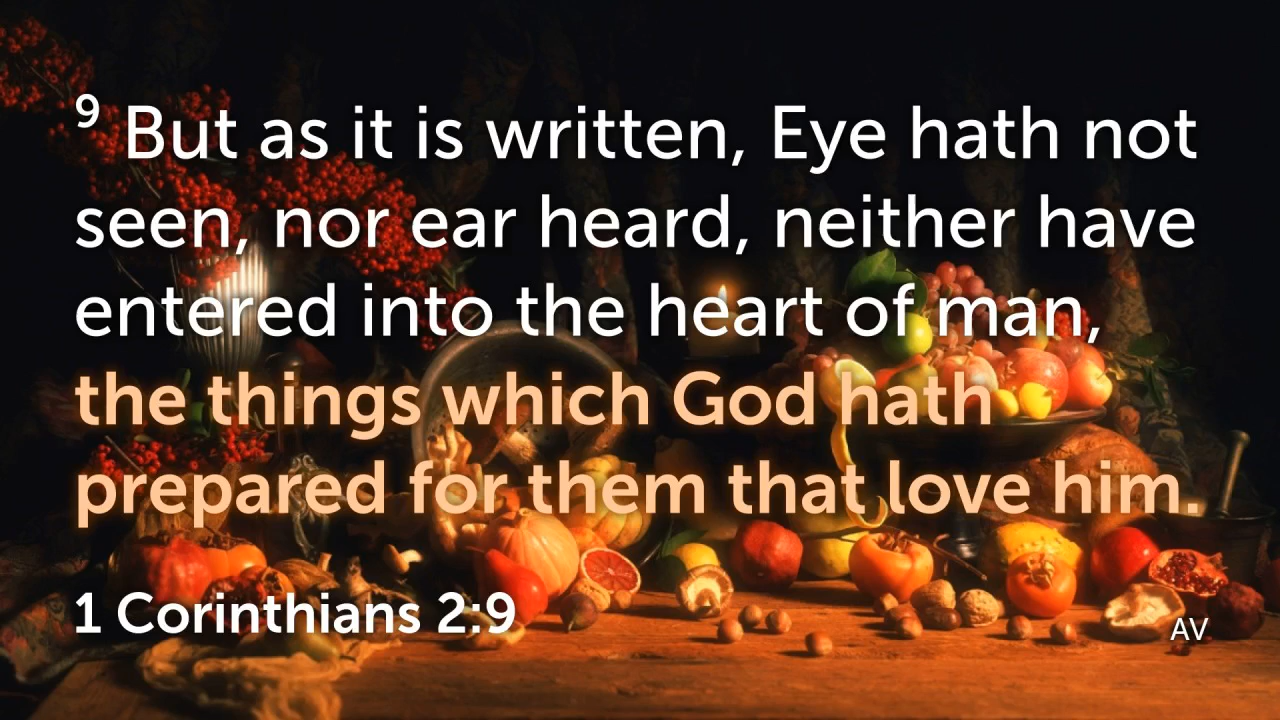 9 But as it is written, Eye hath not
seen, nor ear heard, neither have
entered into the heart of man,
the things which God hath
prepared for them that love him.
1 Corinthians 2:9
AV